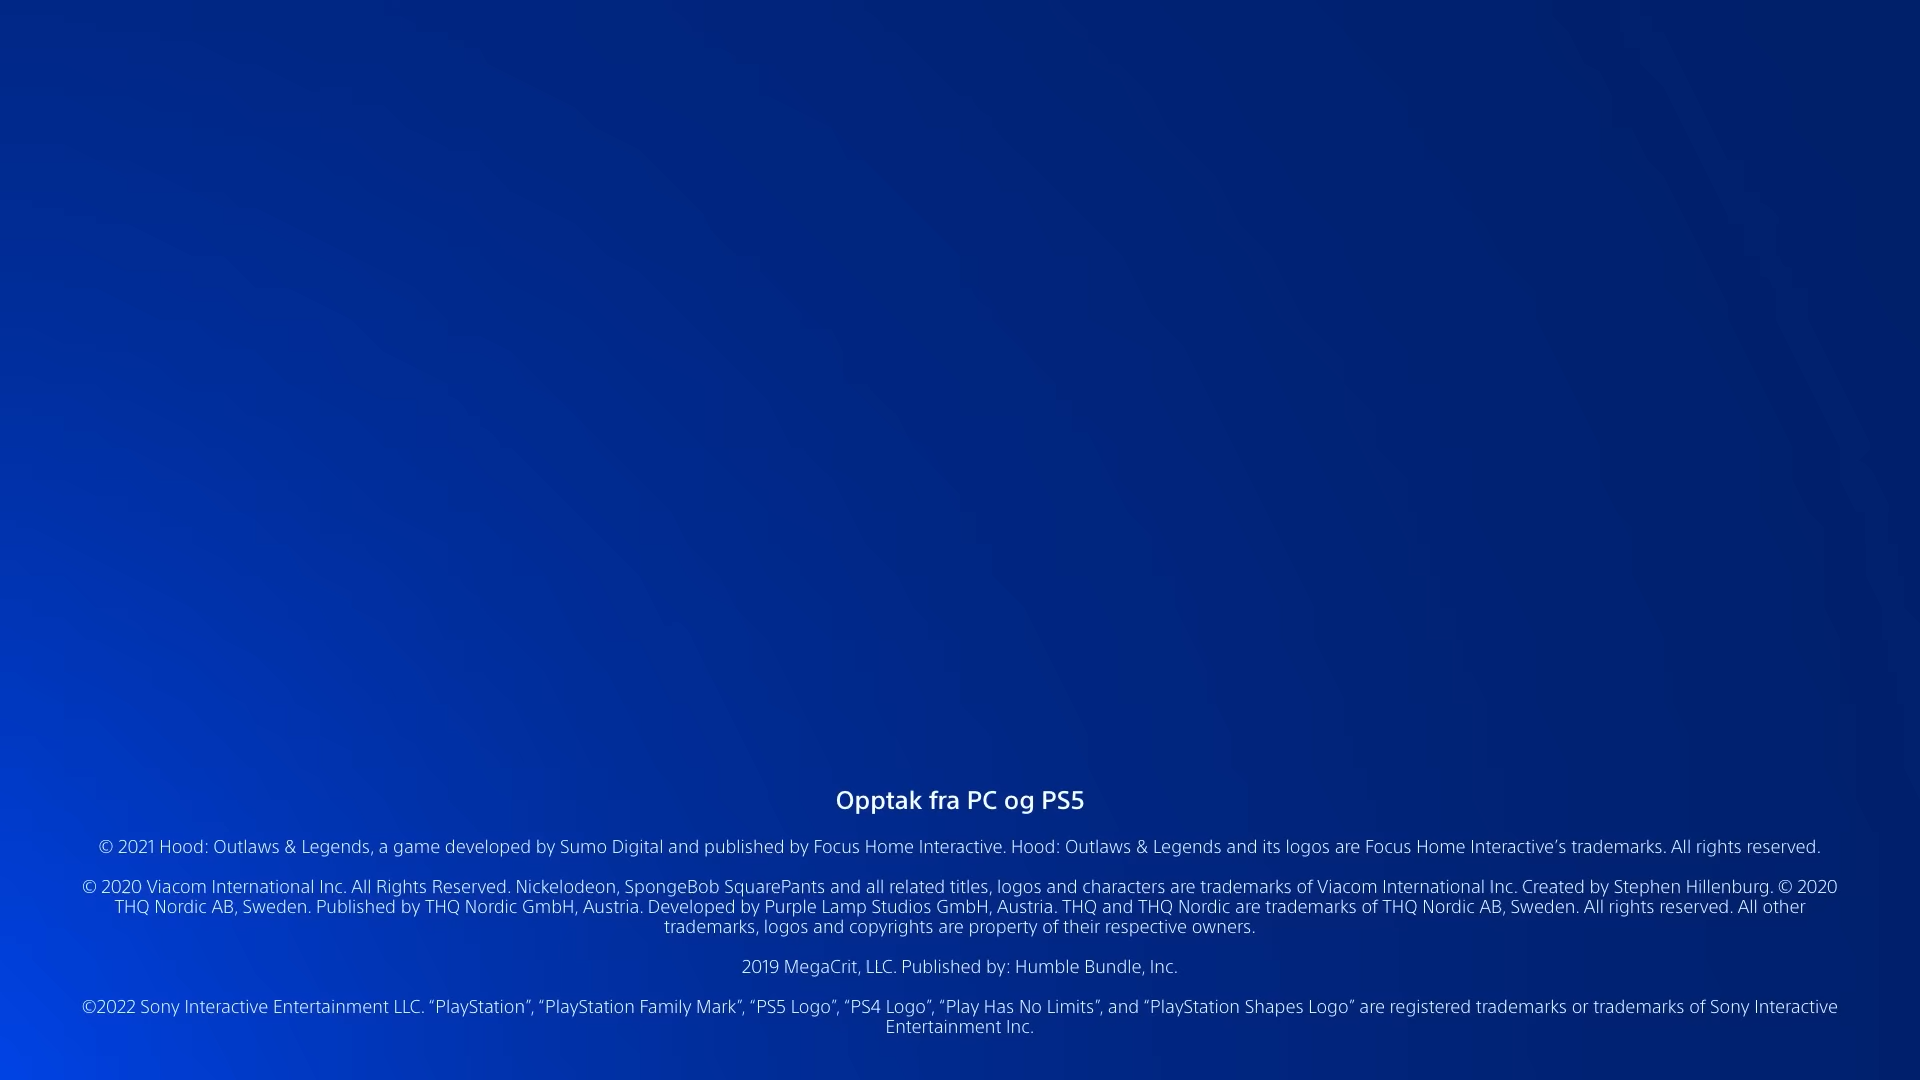 Opptak fra PC og PS5
© 2021 Hood: Outlaws & Legends, a game developed by Sumo Digital and published by Focus Home Interactive. Hood: Outlaws & Legends and its logos are Focus Home Interactive’s trademarks. All rights reserved.
© 2020 Viacom International Inc. All Rights Reserved. Nickelodeon, SpongeBob SquarePants and all related titles, logos and characters are trademarks of Viacom International Inc. Created by Stephen Hillenburg. © 2020
THQ Nordic AB, Sweden. Published by THQ Nordic GmbH, Austria. Developed by Purple Lamp Studios GmbH, Austria. THQ and THQ Nordic are trademarks of THQ Nordic AB, Sweden. All rights reserved. All other
trademarks, logos and copyrights are property of their respective owners.
2019 MegaCrit, LLC. Published by: Humble Bundle, Inc.
©2022 Sony Interactive Entertainment LLC. “PlayStation”, “PlayStation Family Mark”, “PS5 Logo”, “PS4 Logo”, “Play Has No Limits”, and “PlayStation Shapes Logo” are registered trademarks or trademarks of Sony Interactive
Entertainment Inc.